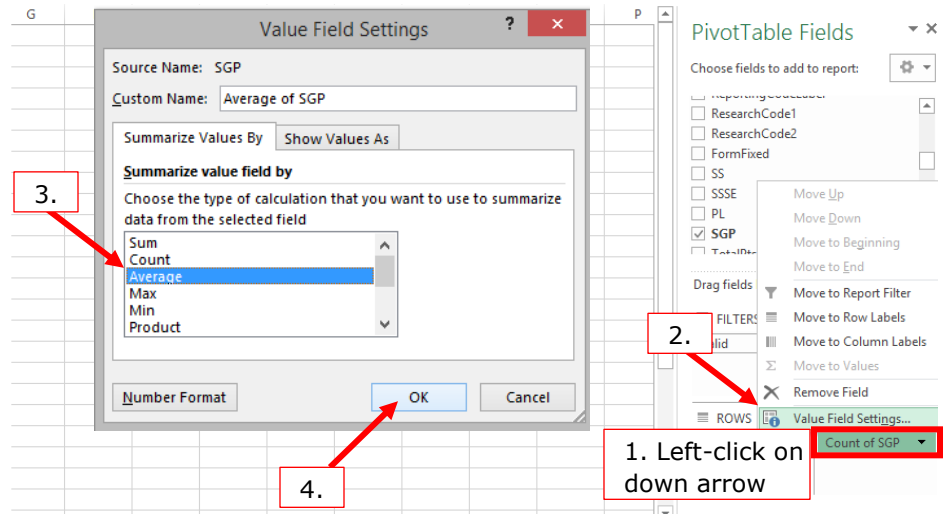 G
P
Value Field Settings
?
×
Source Name: SGP
Custom Name: Average of SGP
Summarize Values By
Show Values As
Summarize value field by
Choose the type of calculation that you want to use to summarize
data from the selected field
Sum
Count
Average
Max
Min
Product
Number Format
OK
Cancel
3.
4.
PivotTable Fields
Choose fields to add to report:
ReportingCodeLabel
ResearchCode1
ResearchCode2
FormFixed
SS
SSSE
PL
SGP
Drag fields
FILTERS
lid
ROWS
Move Up
Move Down
Move to Beginning
Move to End
Move to Report Filter
Move to Row Labels
Move to Column Labels
Σ Move to Values
Remove Field
Value Field Settings...
Count of SGP
2.
1. Left-click on
down arrow